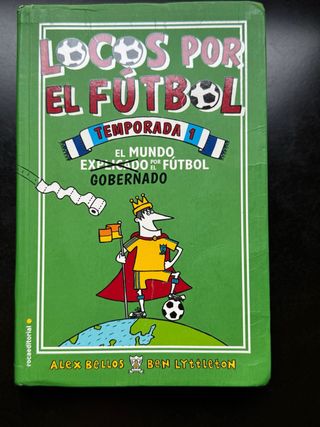 LOCOS POR
EL FÚTBOL
TEMPORADA 1
EL MUNDO
EXPLICADO POR EL FÚTBOL
GOBERNADO
rocaeditorial
ALEX BELLOS BEN LYTTLETON